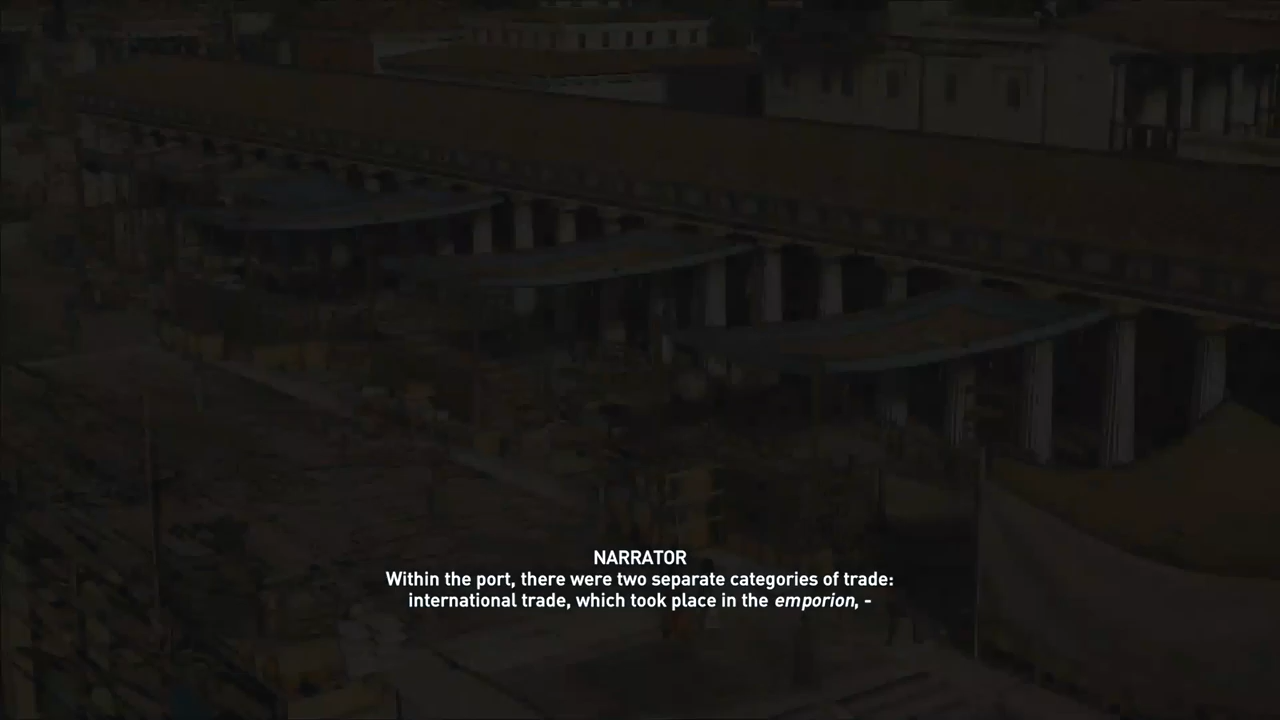 NARRATOR
Within the port, there were two separate categories of trade:
international trade, which took place in the emporion, -